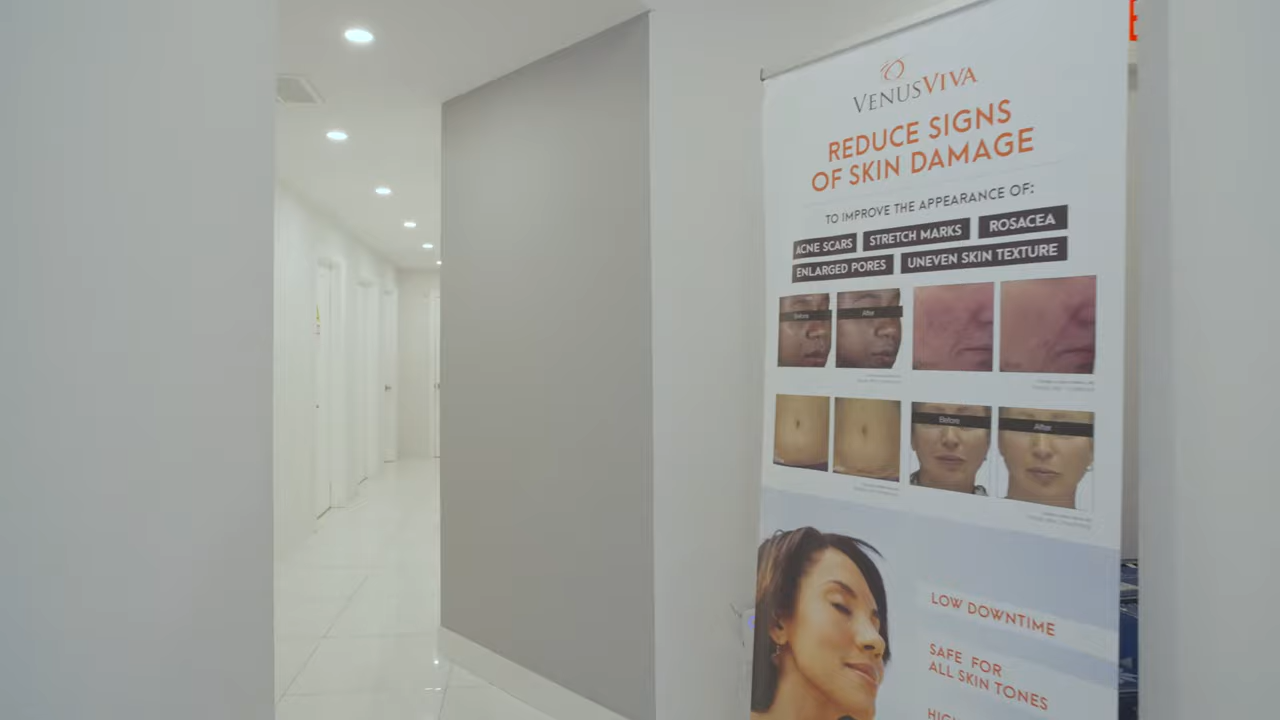 VENUSVIVA
REDUCE SIGNS
OF SKIN DAMAGE
TO IMPROVE THE APPEARANCE OF:
ACNE SCARS STRETCH MARKS ROSACEA
ENLARGED PORES UNEVEN SKIN TEXTURE
Before After
Before After
LOW DOWNTIME
SAFE FOR
ALL SKIN TONES